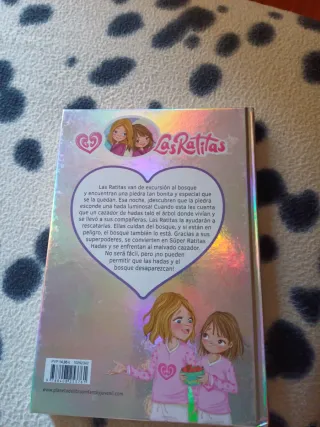 Las Ratitas
Las Ratitas van de excursión al bosque
y encuentran una piedra tan bonita y especial que
se la quedan. Esa noche, ¡descubren que la piedra
esconde una hada luminosa! Cuando esta les cuenta
que un cazador de hadas taló el árbol donde vivían y
se llevó a sus compañeras, Las Ratitas la ayudarán a
rescatarlas. Ellas cuidan del bosque, y si están en
peligro, el bosque también lo está. Gracias a sus
superpoderes, se convierten en Súper Ratitas
Hadas y se enfrentan al malvado cazador.
No será fácil, pero ¡no pueden
permitir que las hadas y el
bosque desaparezcan!